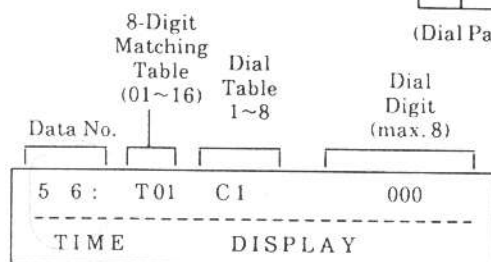 (Dial Pa
8-Digit
Matching
Table
(01~16)
Dial
Table
1~8
Dial
Digit
(max. 8)
Data No.
5 6 : T01 C1 000
TIME DISPLAY